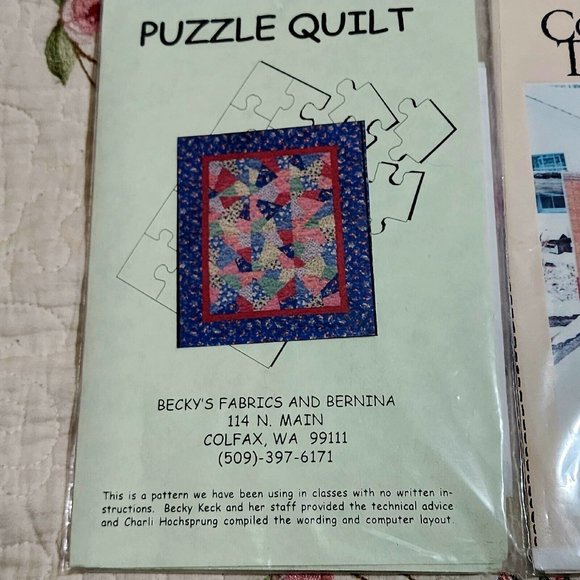 PUZZLE QUILT
BECKY'S FABRICS AND BERNINA
114 N. MAIN
COLFAX, WA 99111
(509)-397-6171
This is a pattern we have been using in classes with no written in-
structions. Becky Keck and her staff provided the technical advice
and Charli Hochsprung compiled the wording and computer layout.